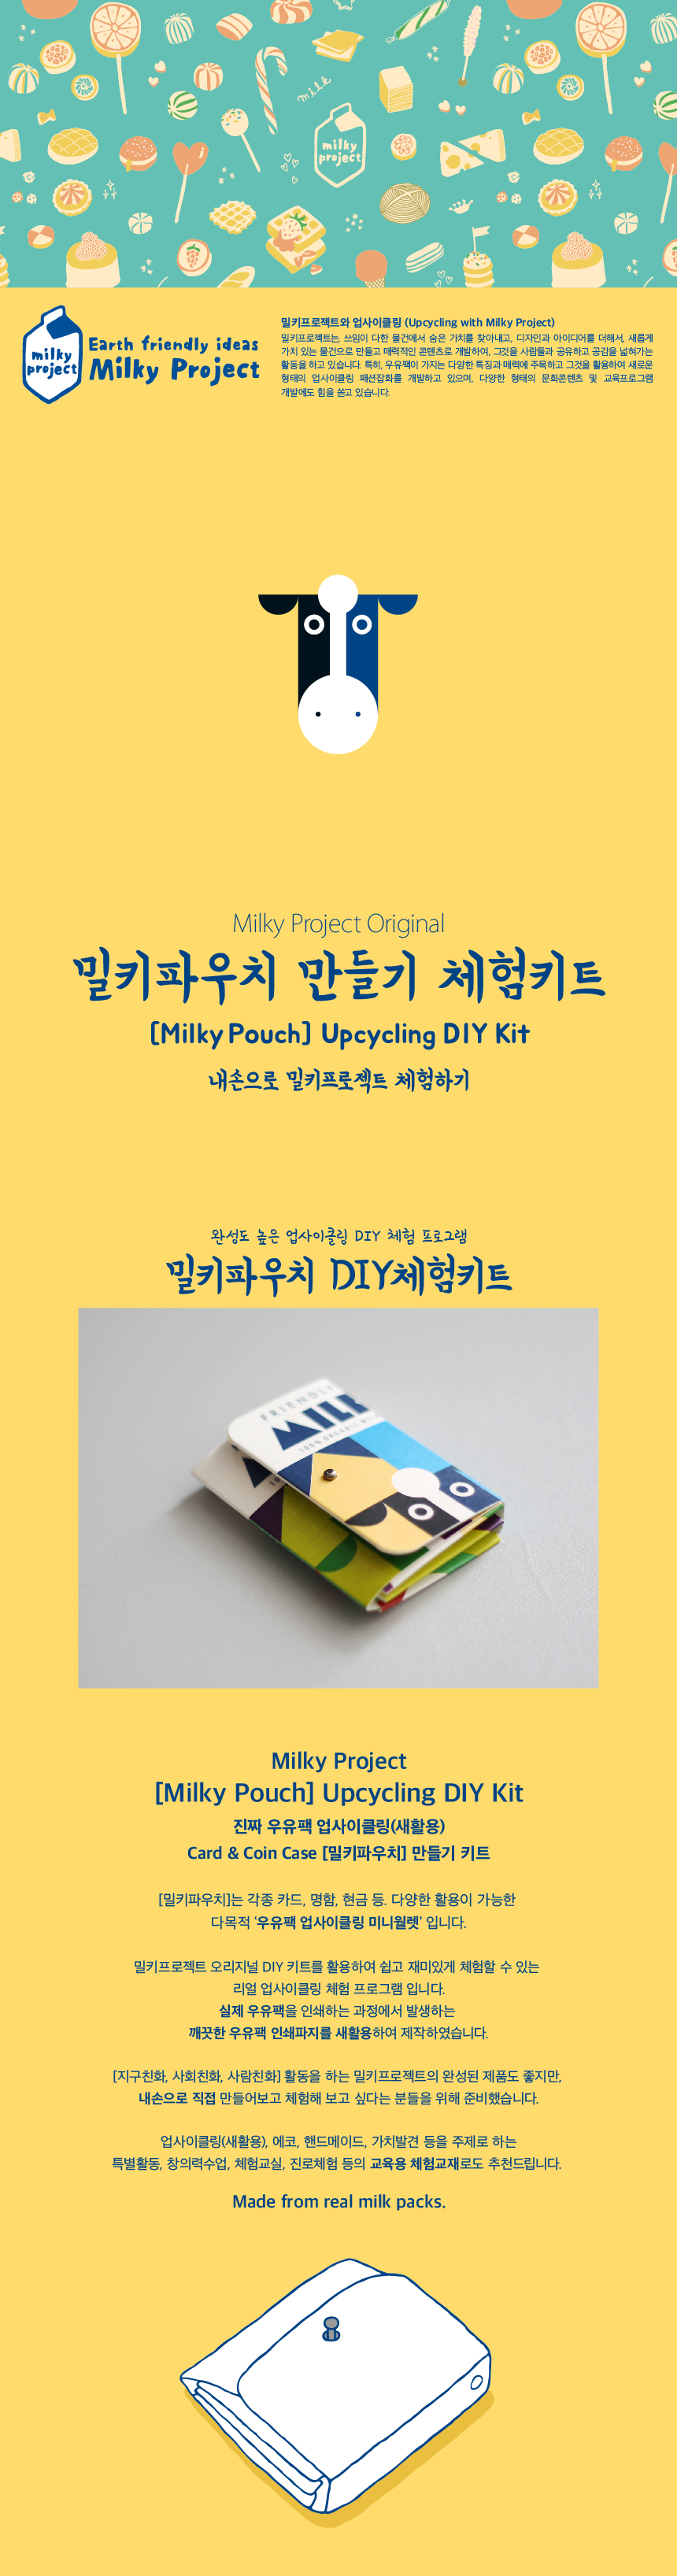 milk
milky
project
milky
project
Earth friendly ideas
Milky Project
밀키프로젝트와 업사이클링 (Upcycling with Milky Project)
밀키프로젝트는, 쓰임이 다한 물건에서 숨은 가치를 찾아내고, 디자인과 아이디어를 더해서, 새롭게
가치 있는 물건으로 만들고 매력적인 콘텐츠로 개발하여, 그것을 사람들과 공유하고 공감을 넓혀가는
활동을 하고 있습니다. 특히, 우유팩이 가지는 다양한 특징과 매력에 주목하고 그것을 활용하여 새로운
형태의 업사이클링 패션잡화를 개발하고 있으며, 다양한 형태의 문화콘텐츠 및 교육프로그램
개발에도 힘을 쏟고 있습니다.
Milky Project Original
밀키파우치 만들기 체험키트
[Milky Pouch] Upcycling DIY Kit
내손으로 밀키프로젝트 체험하기
완성도 높은 업사이클링 DIY 체험 프로그램
밀키파우치 DIY체험키트
FRIENDLY
MILK
100% ORGANIC
Milky Project
[Milky Pouch] Upcycling DIY Kit
진짜 우유팩 업사이클링(새활용)
Card & Coin Case [밀키파우치] 만들기 키트
[밀키파우치]는 각종 카드, 명함, 현금 등. 다양한 활용이 가능한
다목적 ‘우유팩 업사이클링 미니월렛’ 입니다.
밀키프로젝트 오리지널 DIY 키트를 활용하여 쉽고 재미있게 체험할 수 있는
리얼 업사이클링 체험 프로그램 입니다.
실제 우유팩을 인쇄하는 과정에서 발생하는
깨끗한 우유팩 인쇄파지를 새활용하여 제작하였습니다.
[지구친화, 사회친화, 사람친화] 활동을 하는 밀키프로젝트의 완성된 제품도 좋지만,
내손으로 직접 만들어보고 체험해 보고 싶다는 분들을 위해 준비했습니다.
업사이클링(새활용), 에코, 핸드메이드, 가치발견 등을 주제로 하는
특별활동, 창의력수업, 체험교실, 진로체험 등의 교육용 체험교재로도 추천드립니다.
Made from real milk packs.